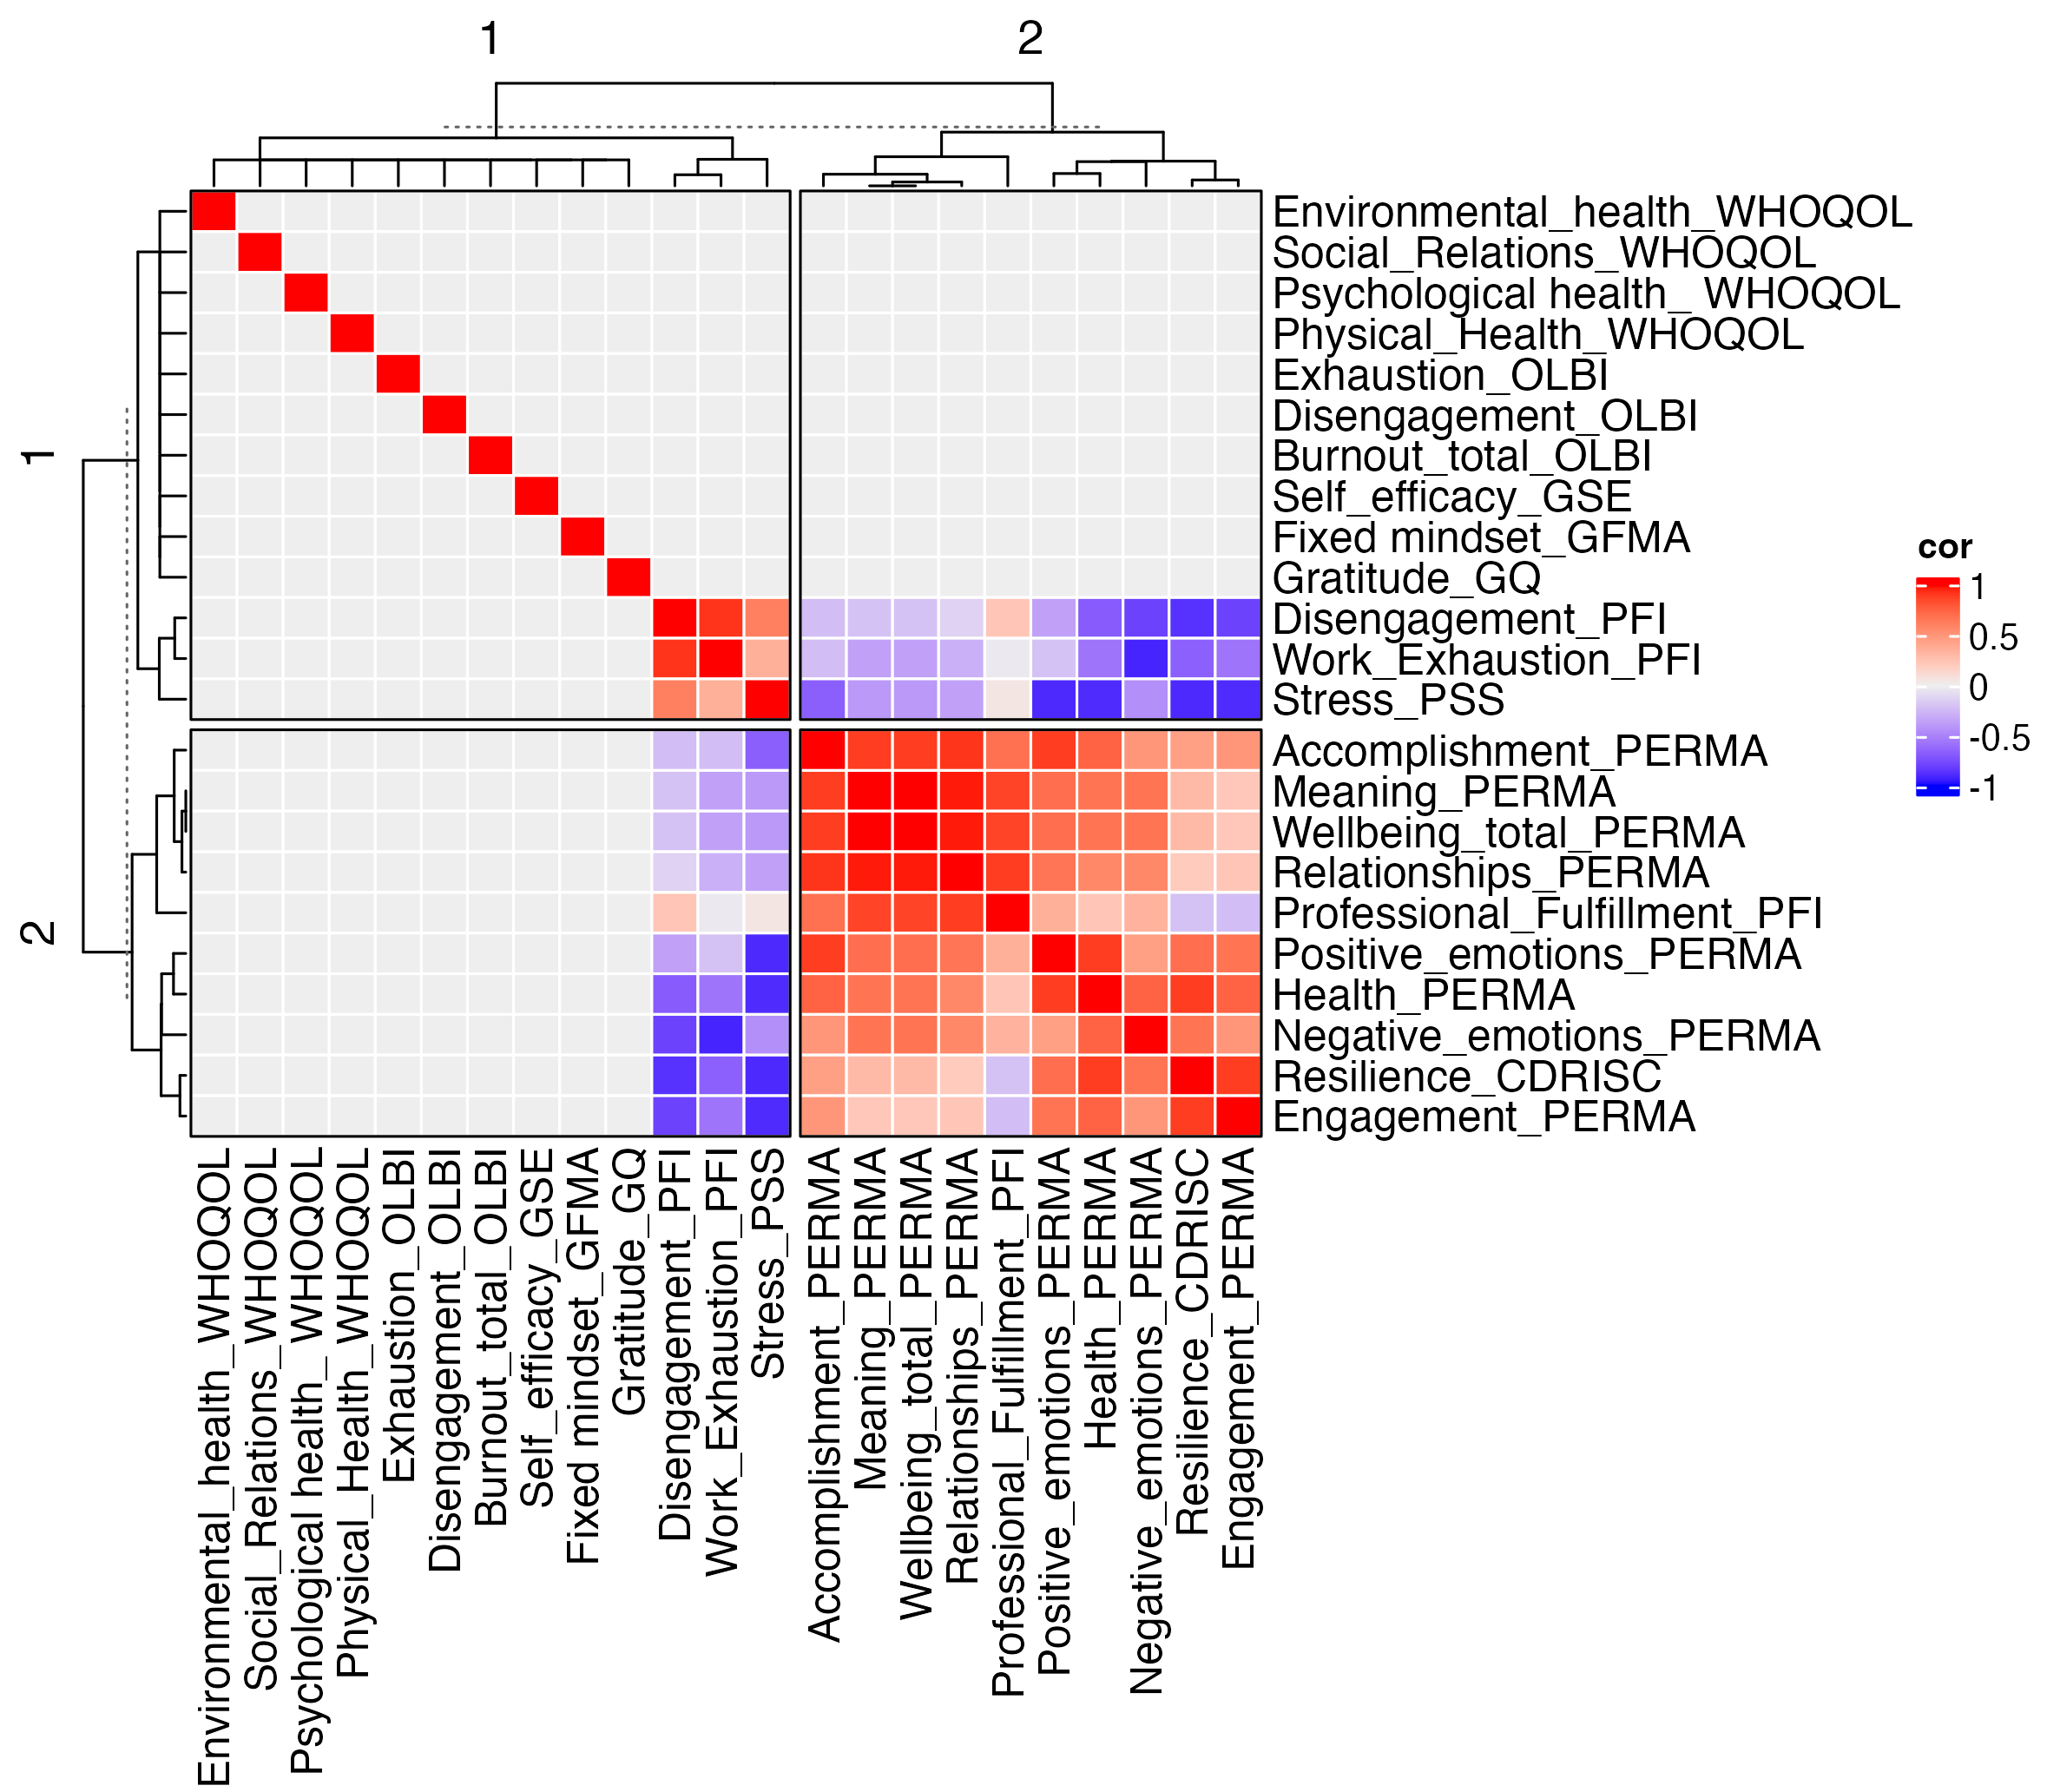 1
2
1
2
Environmental_health_WHOQOL
Social_Relations_WHOQOL
Psychological health_ WHOQOL
Physical_Health_WHOQOL
Exhaustion_OLBI
Disengagement_OLBI
Burnout_total_OLBI
Self_efficacy_GSE
Fixed mindset_GFMA
Gratitude_GQ
Disengagement_PFI
Work_Exhaustion_PFI
Stress_PSS
Accomplishment_PERMA
Meaning_PERMA
Wellbeing_total_PERMA
Relationships_PERMA
Professional_Fulfillment_PFI
Positive_emotions_PERMA
Health_PERMA
Negative_emotions_PERMA
Resilience_CDRISC
Engagement_PERMA
cor
1
0.5
0
-0.5
-1
Environmental_health_WHOQOL
Social_Relations_WHOQOL
Psychological health_ WHOQOL
Physical_Health_WHOQOL
Exhaustion_OLBI
Disengagement_OLBI
Burnout_total_OLBI
Self_efficacy_GSE
Fixed mindset_GFMA
Gratitude_GQ
Disengagement_PFI
Work_Exhaustion_PFI
Stress_PSS
Accomplishment_PERMA
Meaning_PERMA
Wellbeing_total_PERMA
Relationships_PERMA
Professional_Fulfillment_PFI
Positive_emotions_PERMA
Health_PERMA
Negative_emotions_PERMA
Resilience_CDRISC
Engagement_PERMA